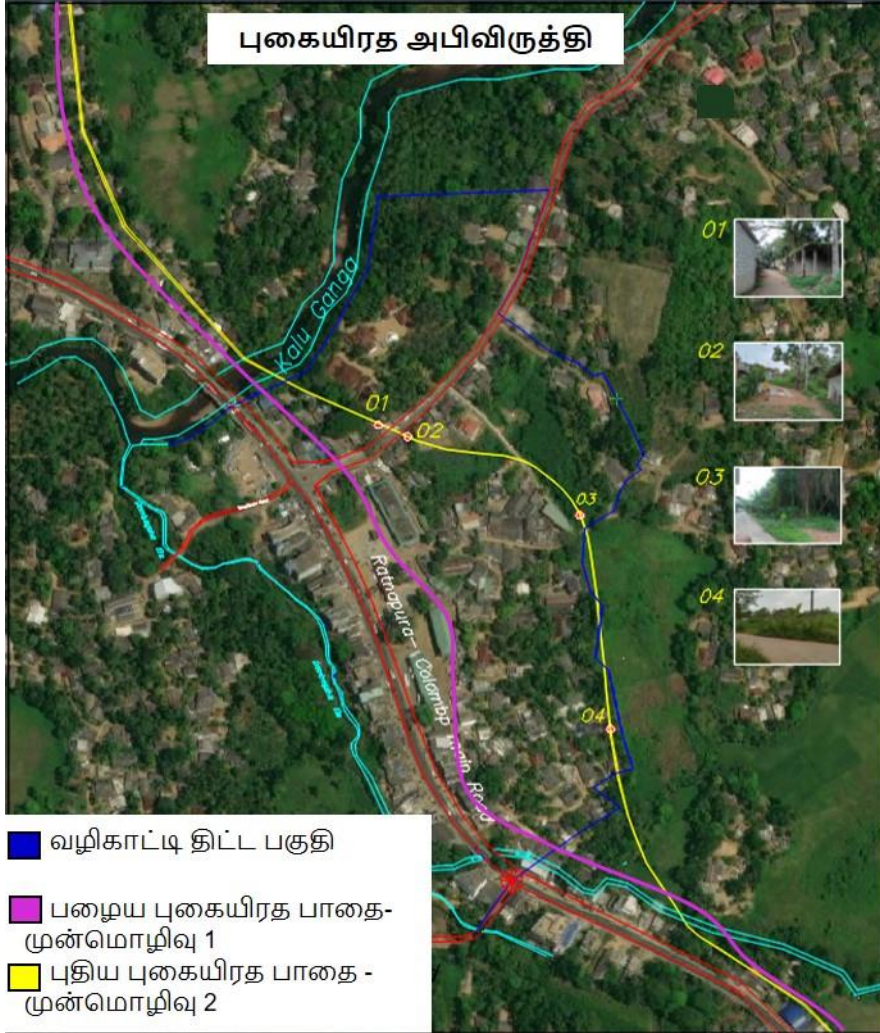 புகையிரத அபிவிருத்தி
Kalu Ganga
01
02
03
04
01
02
03
04
Ratnapura- Colombo Main Road
வழிகாட்டி திட்ட பகுதி
பழைய புகையிரத பாதை-
முன்மொழிவு 1
புதிய புகையிரத பாதை -
முன்மொழிவு 2